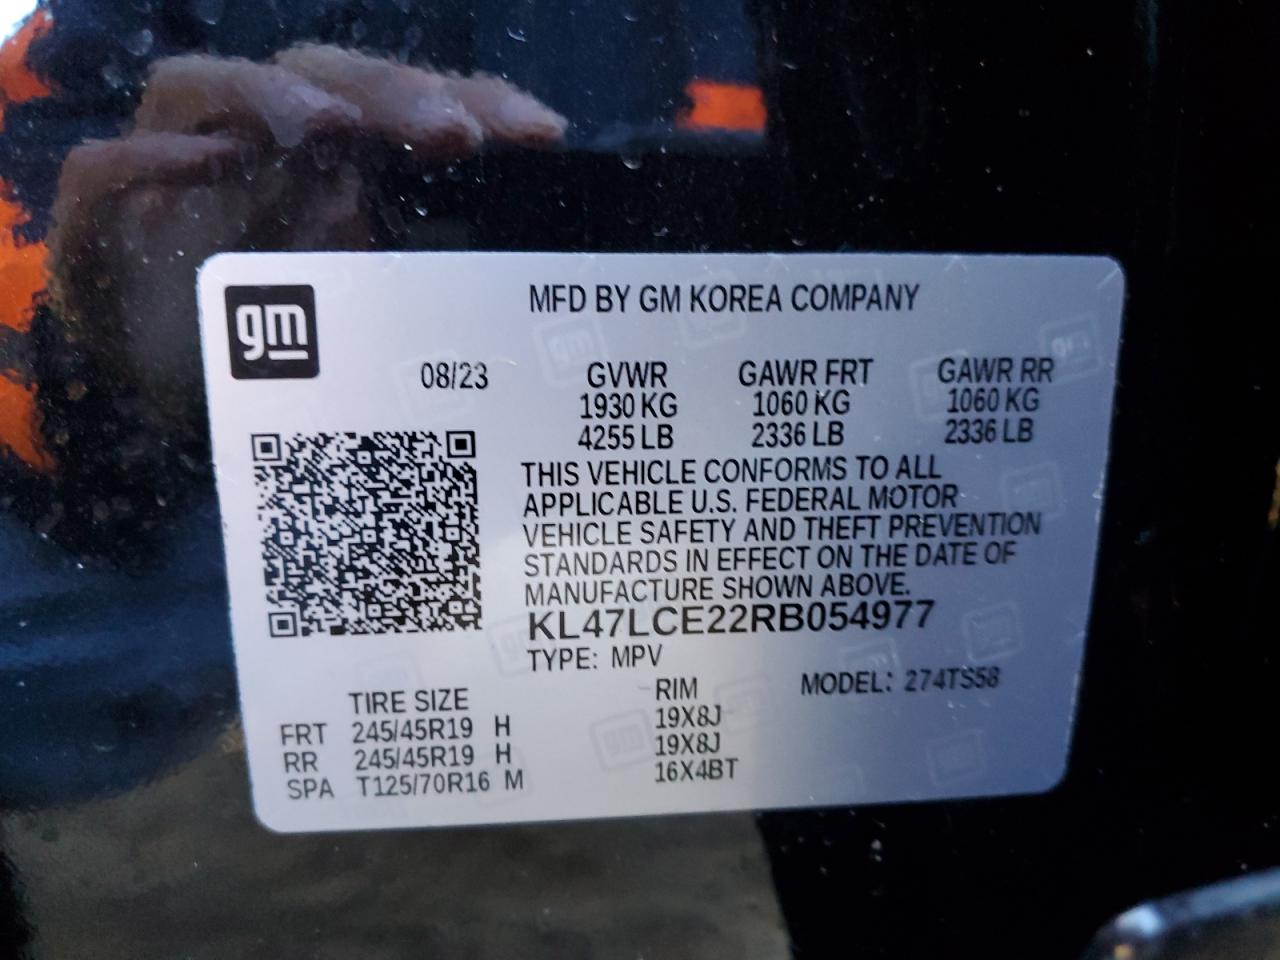 gm
MFD BY GM KOREA COMPANY
08/23 GVWR GAWR FRT GAWR RR
1930 KG 1060 KG 1060 KG
4255 LB 2336 LB 2336 LB
THIS VEHICLE CONFORMS TO ALL
APPLICABLE U.S. FEDERAL MOTOR
VEHICLE SAFETY AND THEFT PREVENTION
STANDARDS IN EFFECT ON THE DATE OF
MANUFACTURE SHOWN ABOVE.
KL47LCE22RB054977
TYPE: MPV MODEL: 274TS58
TIRE SIZE RIM
FRT 245/45R19 H 19X8J
RR 245/45R19 H 19X8J
SPA T125/70R16 M 16X4BT